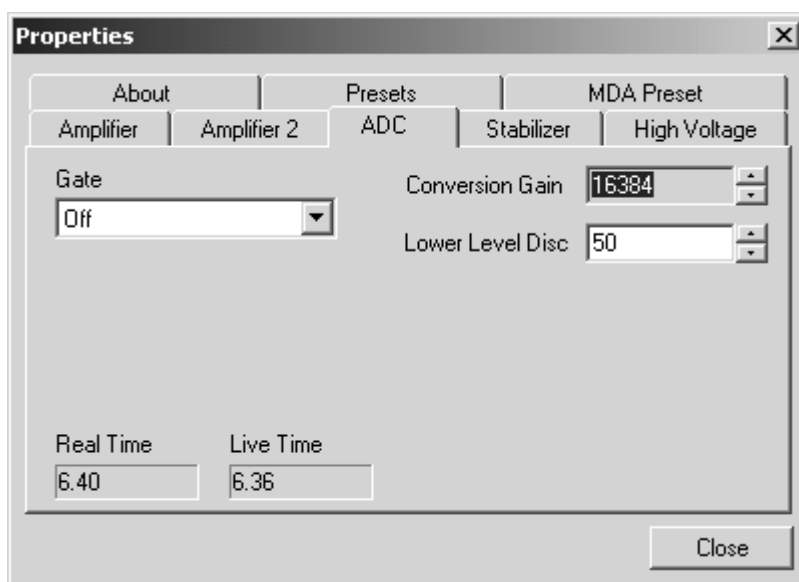 Properties
About Presets MDA Preset
Amplifier Amplifier 2 ADC Stabilizer High Voltage
Gate
Off
Conversion Gain 16384
Lower Level Disc 50
Real Time Live Time
6.40 6.36
Close